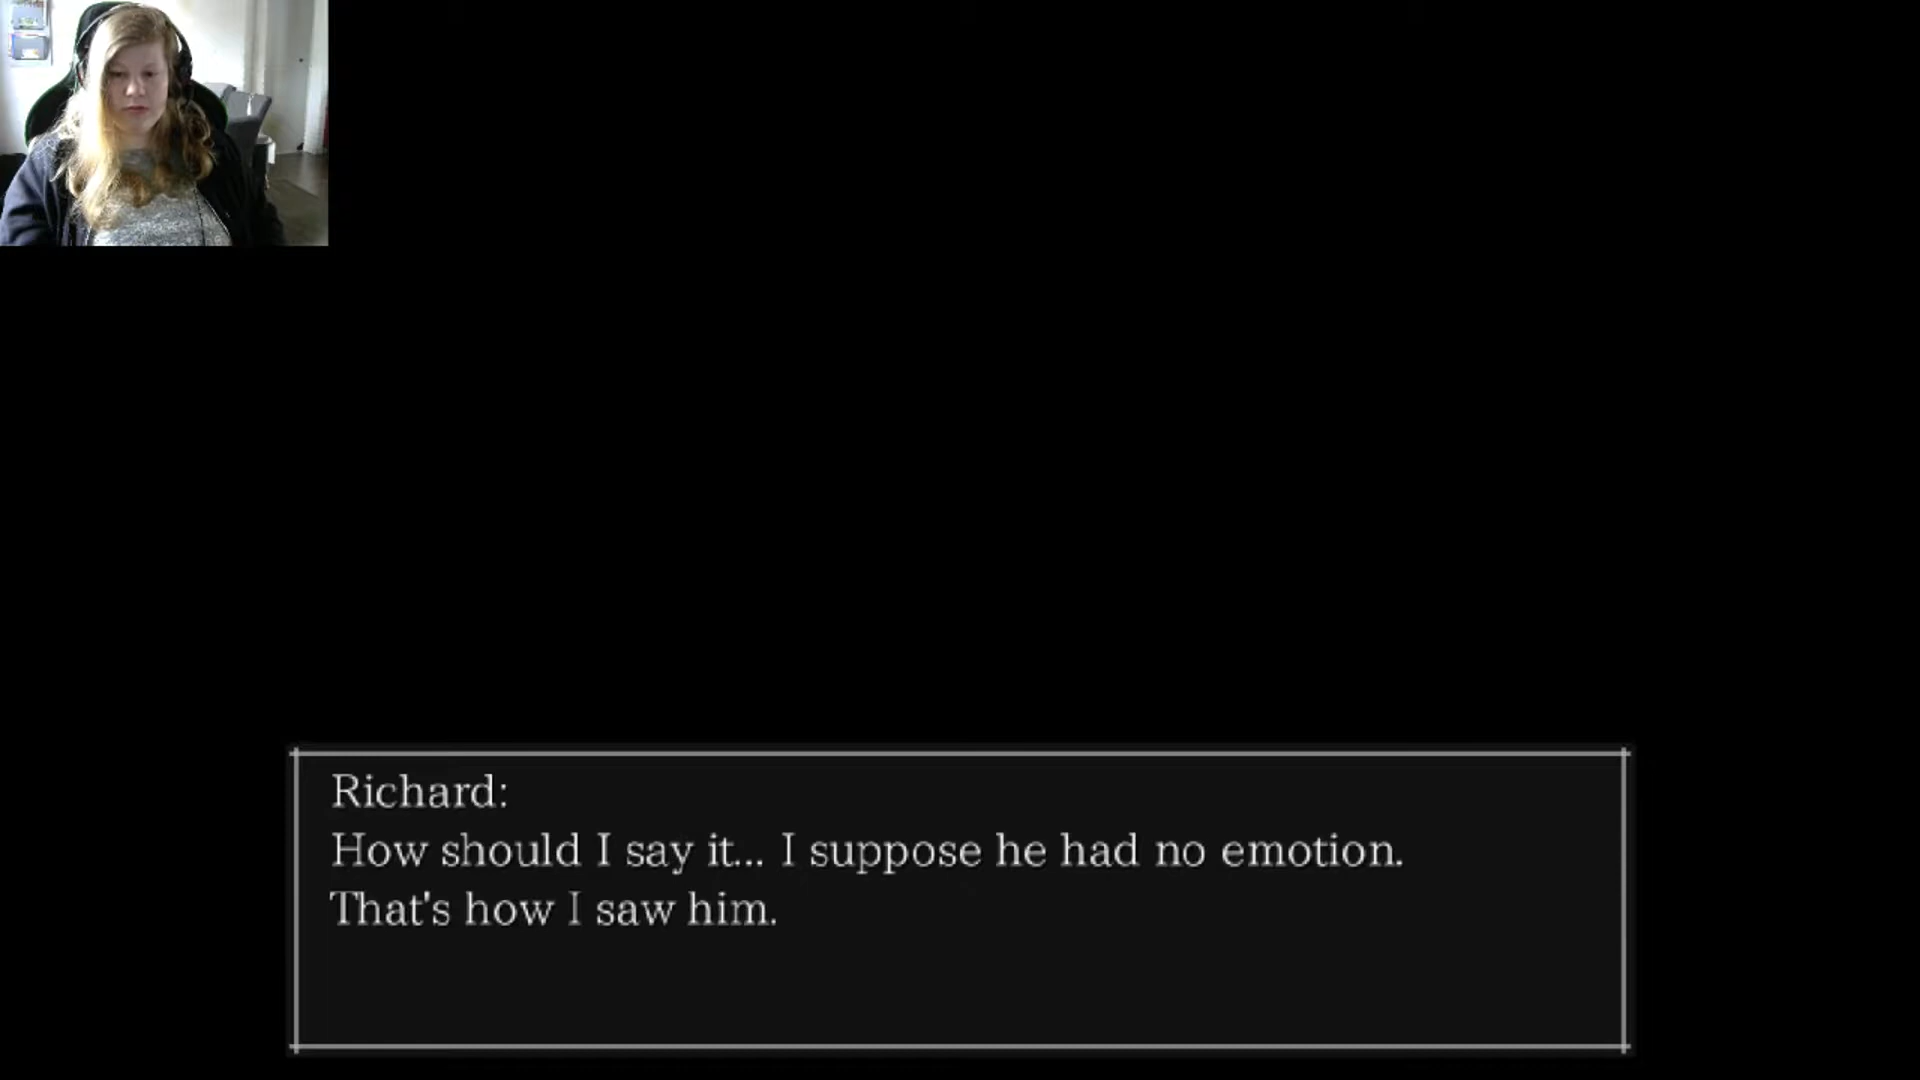 Richard:
How should I say it... I suppose he had no emotion.
That's how I saw him.